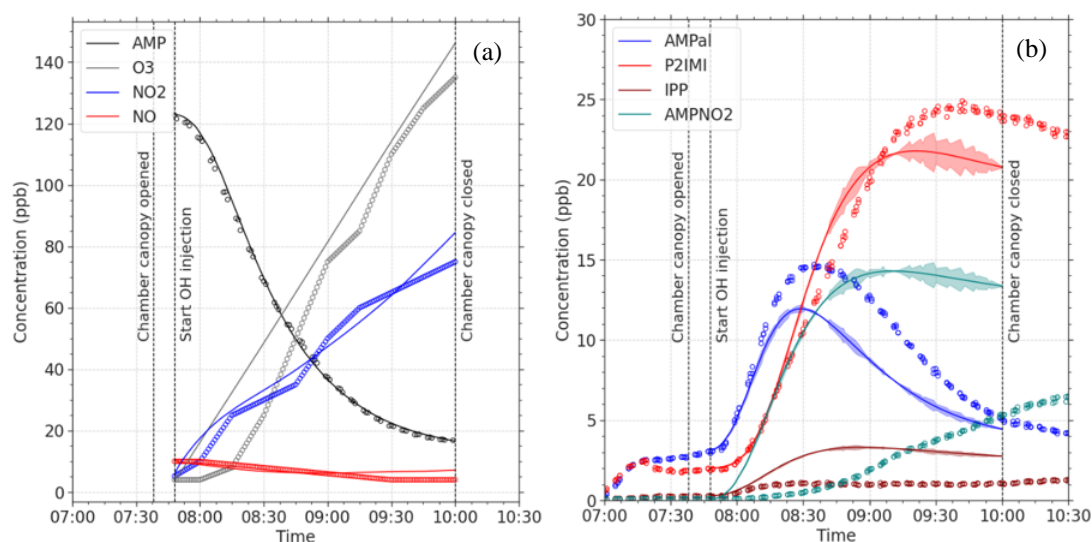 (a)
AMP
O3
NO2
NO
Concentration (ppb)
140
120
100
80
60
40
20
0
Chamber canopy opened
Start OH injection
Chamber canopy closed
07:00 07:30 08:00 08:30 09:00 09:30 10:00 10:30
Time
(b)
AMPal
P2IMI
IPP
AMPNO2
Concentration (ppb)
30
25
20
15
10
5
0
Chamber canopy opened
Start OH injection
Chamber canopy closed
07:00 07:30 08:00 08:30 09:00 09:30 10:00 10:30
Time